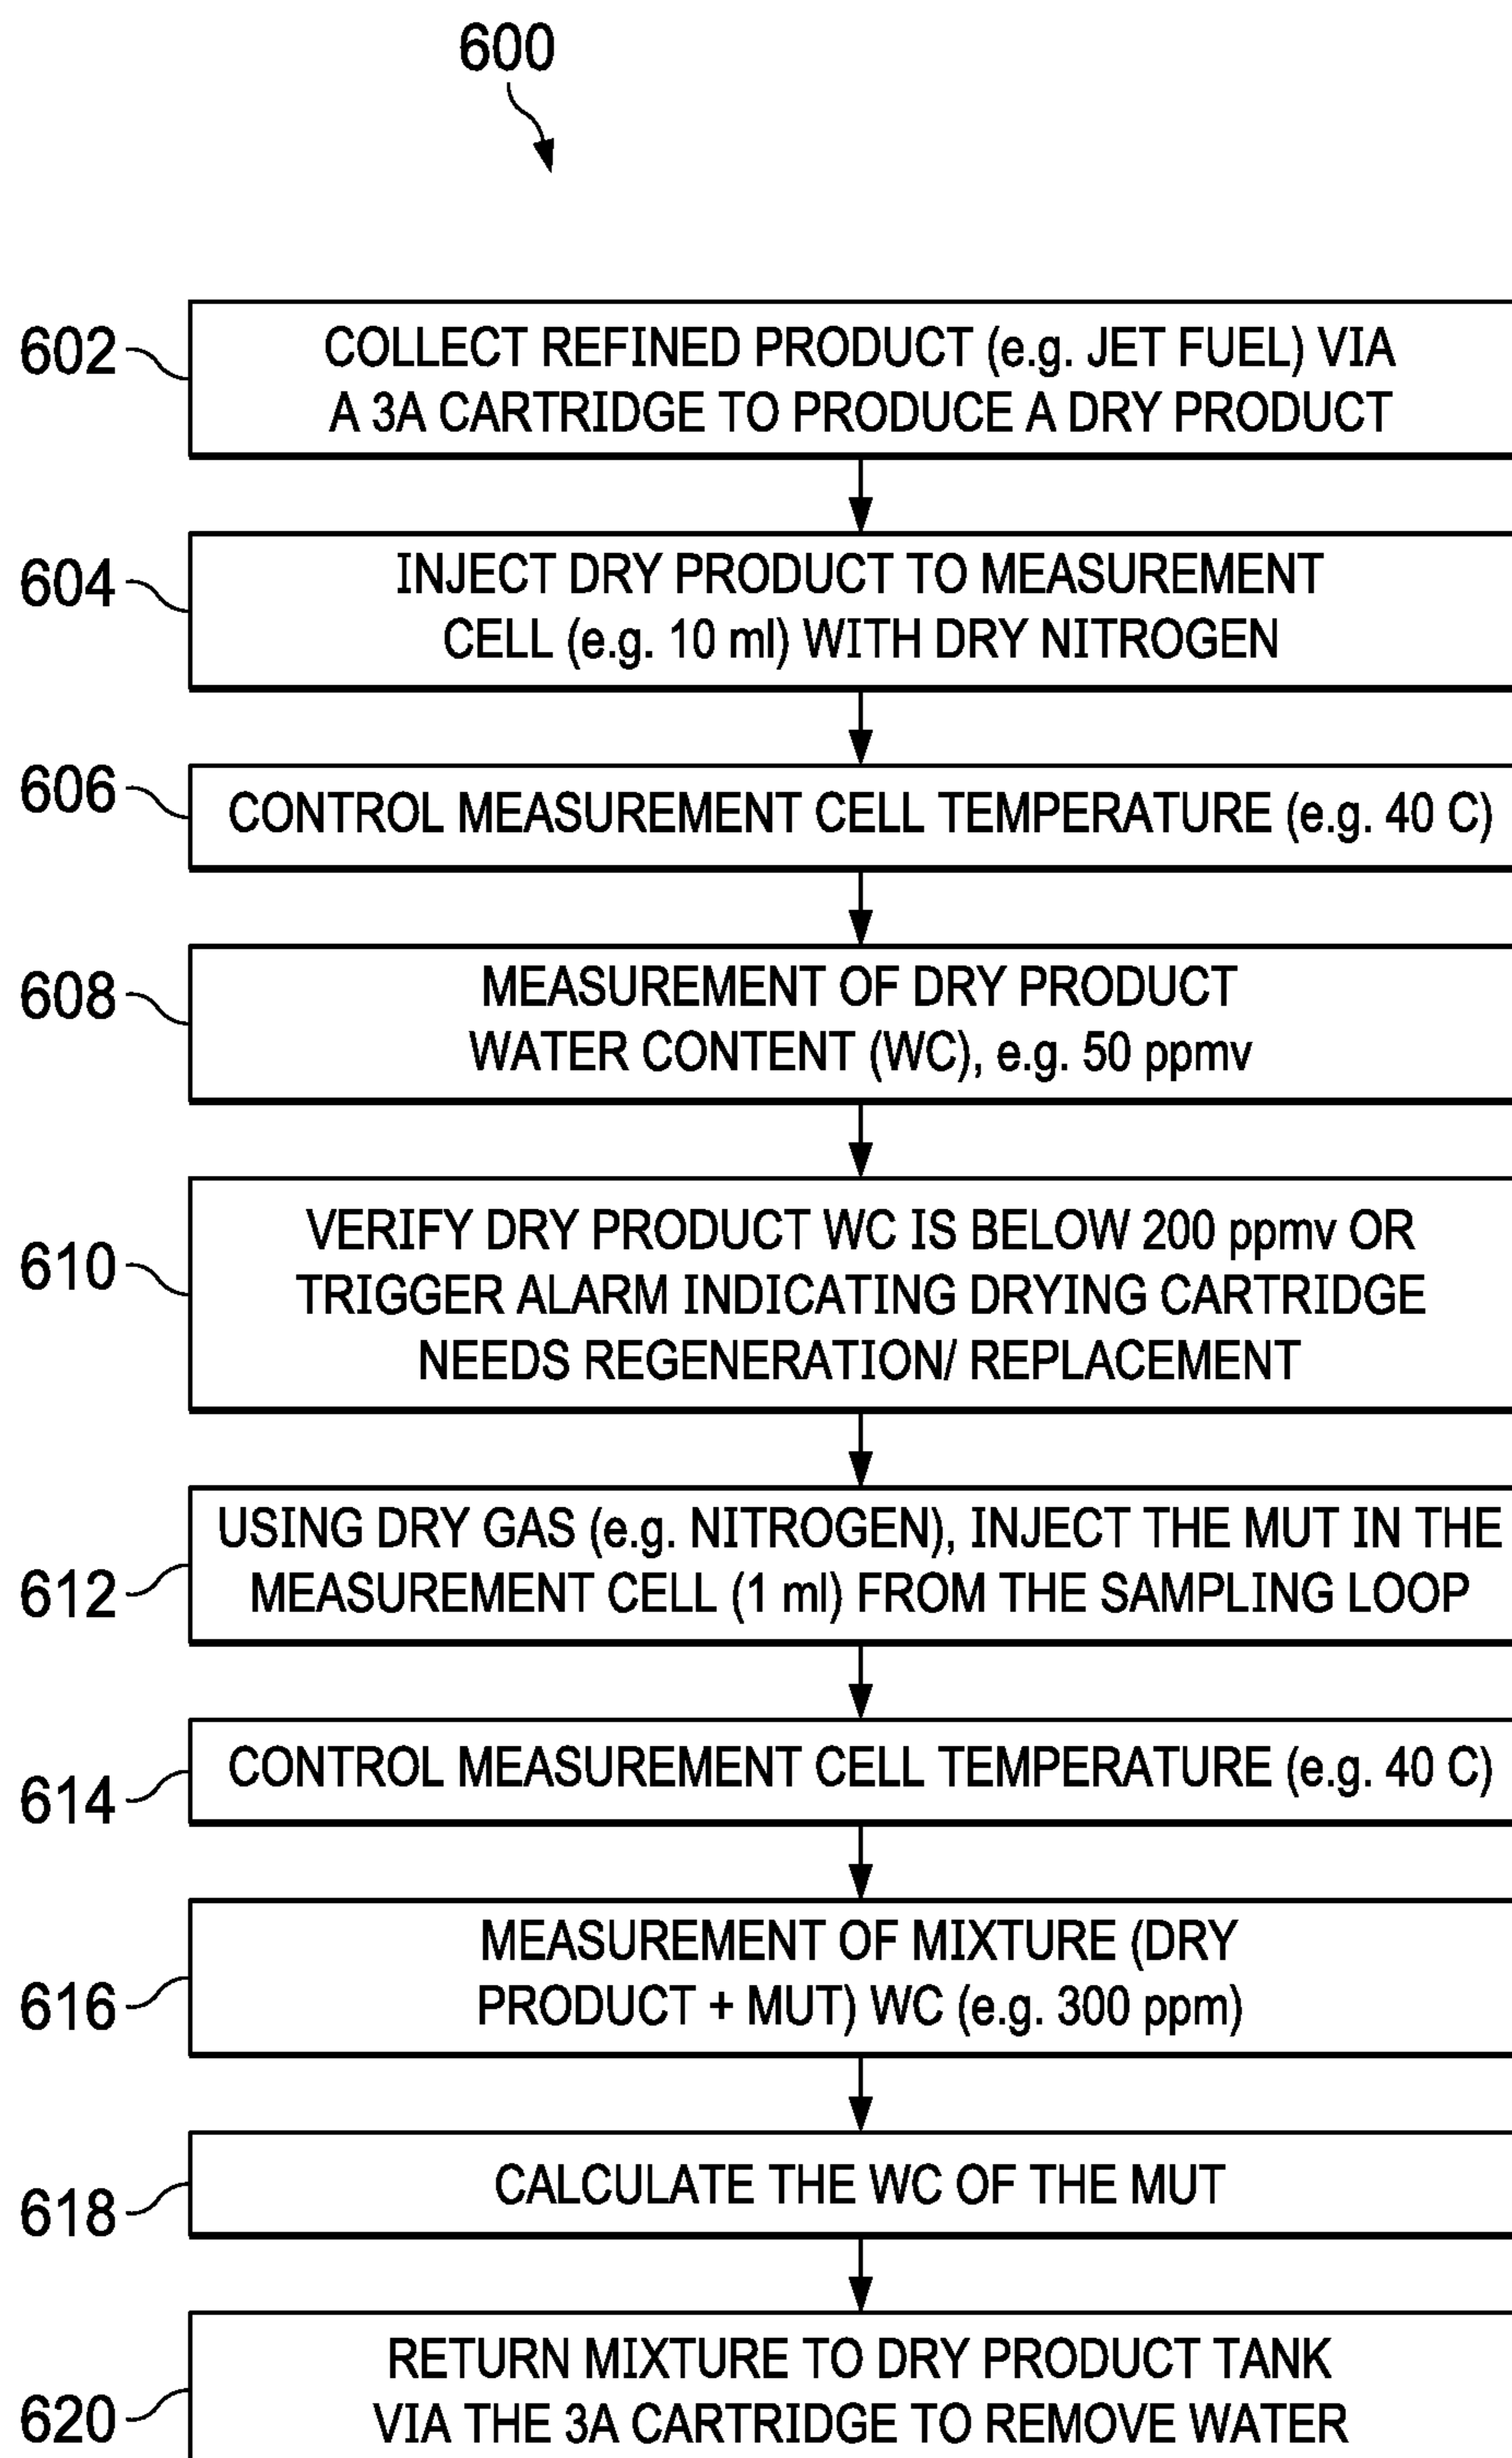 600
602
COLLECT REFINED PRODUCT (e.g. JET FUEL) VIA
A 3A CARTRIDGE TO PRODUCE A DRY PRODUCT
604
INJECT DRY PRODUCT TO MEASUREMENT
CELL (e.g. 10 ml) WITH DRY NITROGEN
606
CONTROL MEASUREMENT CELL TEMPERATURE (e.g. 40 C)
608
MEASUREMENT OF DRY PRODUCT
WATER CONTENT (WC), e.g. 50 ppmv
610
VERIFY DRY PRODUCT WC IS BELOW 200 ppmv OR
TRIGGER ALARM INDICATING DRYING CARTRIDGE
NEEDS REGENERATION/ REPLACEMENT
612
USING DRY GAS (e.g. NITROGEN), INJECT THE MUT IN THE
MEASUREMENT CELL (1 ml) FROM THE SAMPLING LOOP
614
CONTROL MEASUREMENT CELL TEMPERATURE (e.g. 40 C)
616
MEASUREMENT OF MIXTURE (DRY
PRODUCT + MUT) WC (e.g. 300 ppm)
618
CALCULATE THE WC OF THE MUT
620
RETURN MIXTURE TO DRY PRODUCT TANK
VIA THE 3A CARTRIDGE TO REMOVE WATER